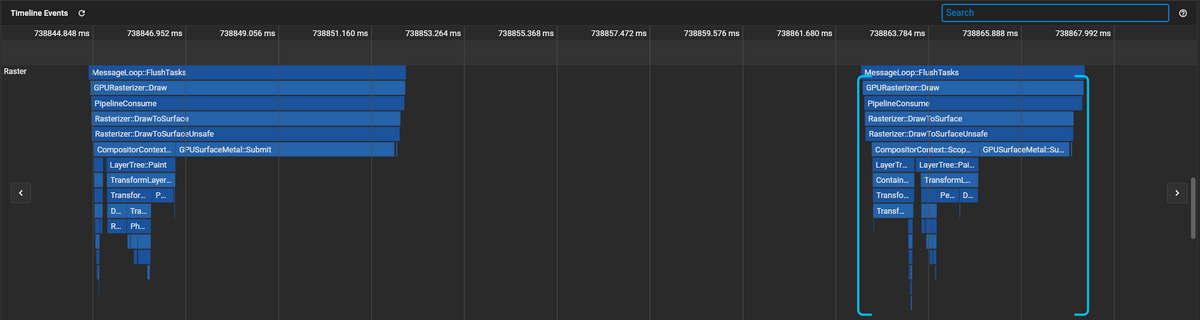 Timeline Events
Search
738844.848 ms 738846.952 ms 738849.056 ms 738851.160 ms 738853.264 ms 738855.368 ms 738857.472 ms 738859.576 ms 738861.680 ms 738863.784 ms 738865.888 ms 738867.992 ms
Raster
MessageLoop::FlushTasks MessageLoop::FlushTasks
GPURasterizer::Draw GPURasterizer::Draw
PipelineConsume PipelineConsume
Rasterizer::DrawToSurface Rasterizer::DrawToSurface
Rasterizer::DrawToSurfaceUnsafe Rasterizer::DrawToSurfaceUnsafe
CompositorContext... GPUSurfaceMetal::Submit CompositorContext::Scop... GPUSurfaceMetal::Su...
LayerTree::Paint LayerTr... LayerTree::Pai...
TransformLayer... Contain... TransformL...
Transfor... P... Transfo... Pe... D...
D... Tra... Transf...
R... Ph...